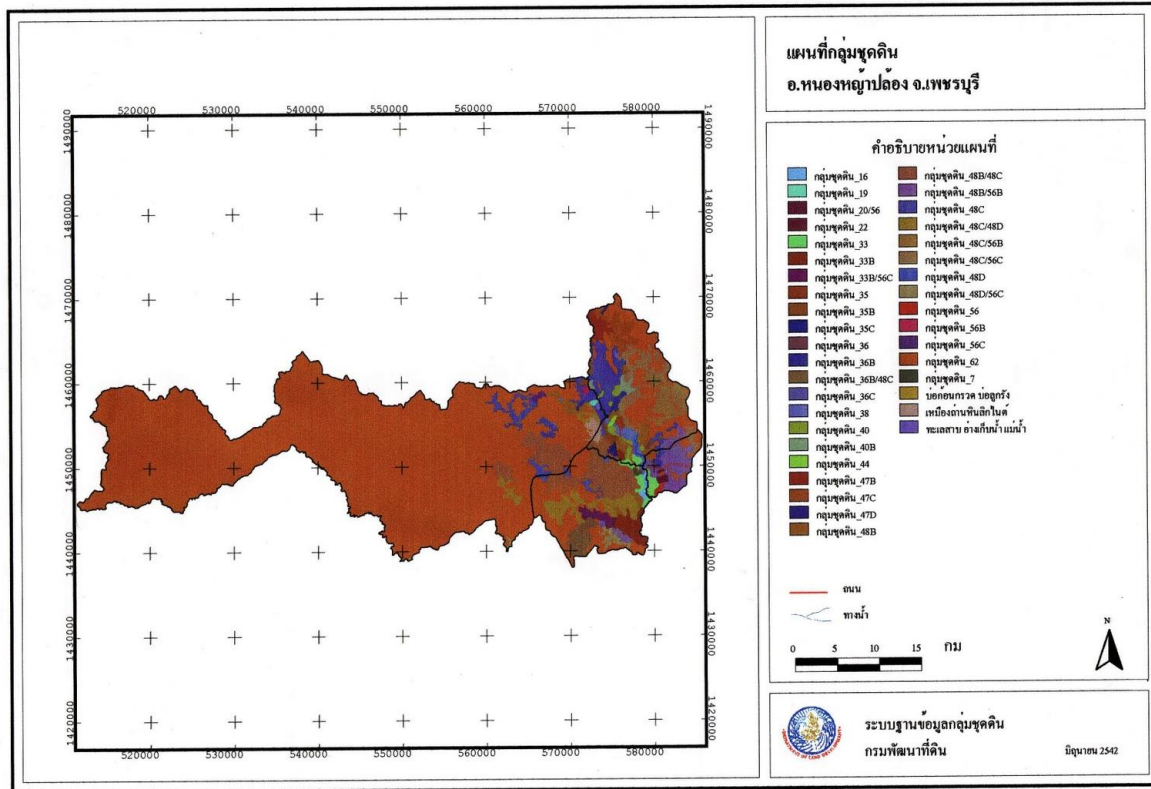 แผนที่กลุ่มชุดดิน
อ.หนองหญ้าปล้อง จ.เพชรบุรี
520000 530000 540000 550000 560000 570000 580000
1490000
1480000
1470000
1460000
1450000
1440000
1430000
1420000
1490000
1480000
1470000
1460000
1450000
1440000
1430000
1420000
520000 530000 540000 550000 560000 570000 580000
คำอธิบายหน่วยแผนที่
กลุ่มชุดดิน_16
กลุ่มชุดดิน_19
กลุ่มชุดดิน_20/56
กลุ่มชุดดิน_22
กลุ่มชุดดิน_33
กลุ่มชุดดิน_33B
กลุ่มชุดดิน_33B/56C
กลุ่มชุดดิน_35
กลุ่มชุดดิน_35B
กลุ่มชุดดิน_35C
กลุ่มชุดดิน_36
กลุ่มชุดดิน_36B
กลุ่มชุดดิน_36B/48C
กลุ่มชุดดิน_36C
กลุ่มชุดดิน_38
กลุ่มชุดดิน_40
กลุ่มชุดดิน_40B
กลุ่มชุดดิน_44
กลุ่มชุดดิน_47B
กลุ่มชุดดิน_47C
กลุ่มชุดดิน_47D
กลุ่มชุดดิน_48B
กลุ่มชุดดิน_48B/48C
กลุ่มชุดดิน_48B/56B
กลุ่มชุดดิน_48C
กลุ่มชุดดิน_48C/48D
กลุ่มชุดดิน_48C/56B
กลุ่มชุดดิน_48C/56C
กลุ่มชุดดิน_48D
กลุ่มชุดดิน_48D/56C
กลุ่มชุดดิน_56
กลุ่มชุดดิน_56B
กลุ่มชุดดิน_56C
กลุ่มชุดดิน_62
กลุ่มชุดดิน_7
บ่อก้อนกรวด บ่อลูกรัง
เหมืองถ่านหินลิกไนต์
ทะเลสาบ อ่างเก็บน้ำ แม่น้ำ
ถนน
ทางน้ำ
0 5 10 15 กม
N
ระบบฐานข้อมูลกลุ่มชุดดิน
กรมพัฒนาที่ดิน
มิถุนายน 2542